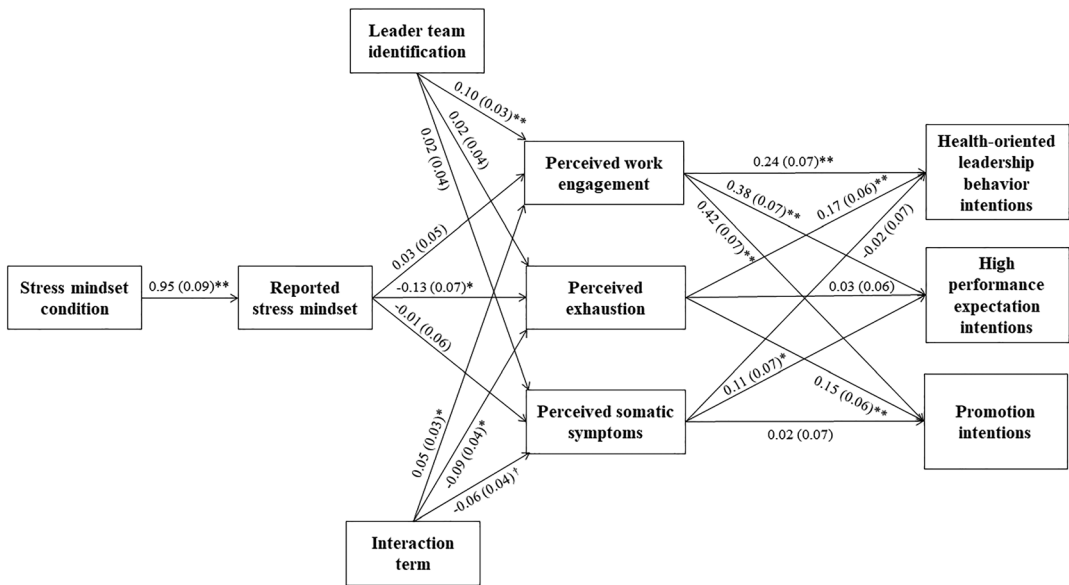 Leader team
identification
0.10 (0.03)**
0.02 (0.04)
0.02 (0.04)
Perceived work
engagement
0.24 (0.07)**
0.38 (0.07)**
0.42 (0.07)**
Health-oriented
leadership
behavior
intentions
0.17 (0.06)**
-0.02 (0.07)
0.03 (0.05)
Stress mindset
condition
0.95 (0.09)**
Reported
stress mindset
-0.13 (0.07)*
-0.01 (0.06)
Perceived
exhaustion
0.03 (0.06)
High
performance
expectation
intentions
0.11 (0.07)*
0.15 (0.06)**
Perceived somatic
symptoms
0.02 (0.07)
Promotion
intentions
0.05 (0.03)*
-0.09 (0.04)*
-0.06 (0.04)†
Interaction
term